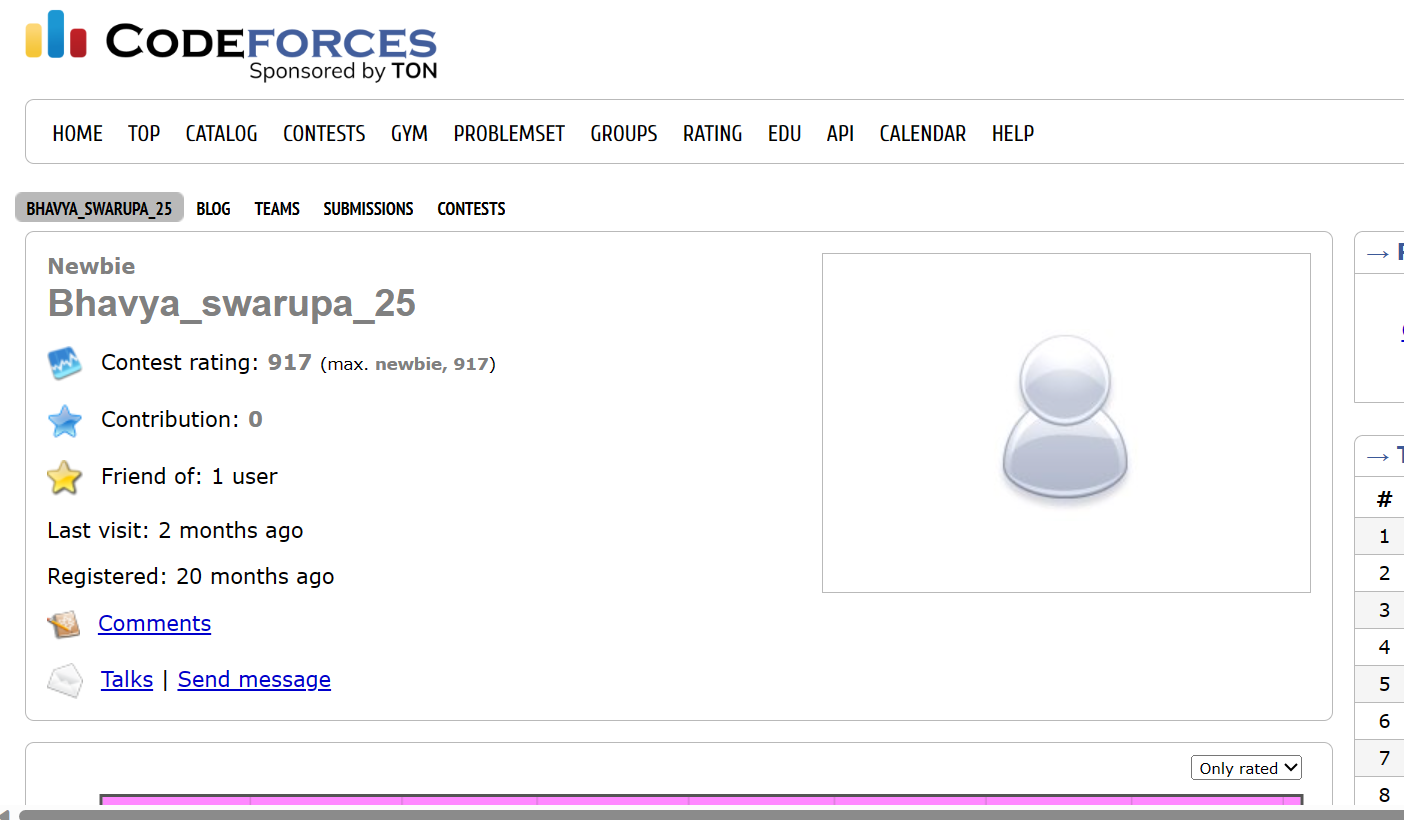 CODEFORCES
Sponsored by TON
HOME TOP CATALOG CONTESTS GYM PROBLEMSET GROUPS RATING EDU API CALENDAR HELP
BHAVYA_SWARUPA_25 BLOG TEAMS SUBMISSIONS CONTESTS
Newbie
Bhavya_swarupa_25
Contest rating: 917 (max. newbie, 917)
Contribution: 0
Friend of: 1 user
Last visit: 2 months ago
Registered: 20 months ago
Comments
Talks | Send message
Only rated
→
→
#
1
2
3
4
5
6
7
8